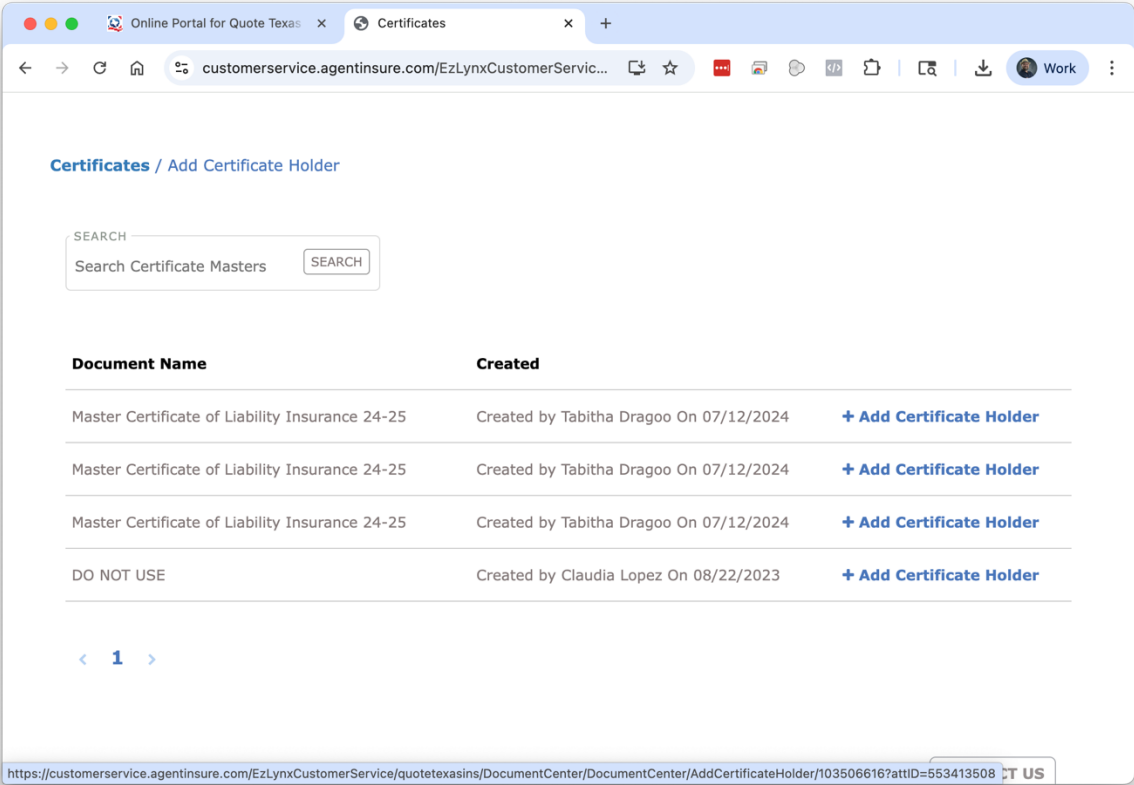 Online Portal for Quote Texas
Certificates
customerservice.agentinsure.com/EzLynxCustomerServic...
Work
Certificates / Add Certificate Holder
SEARCH
Search Certificate Masters SEARCH
Document Name Created
Master Certificate of Liability Insurance 24-25 Created by Tabitha Dragoo On 07/12/2024 + Add Certificate Holder
Master Certificate of Liability Insurance 24-25 Created by Tabitha Dragoo On 07/12/2024 + Add Certificate Holder
Master Certificate of Liability Insurance 24-25 Created by Tabitha Dragoo On 07/12/2024 + Add Certificate Holder
DO NOT USE Created by Claudia Lopez On 08/22/2023 + Add Certificate Holder
< 1 >
https://customerservice.agentinsure.com/EzLynxCustomerService/quotetexasins/DocumentCenter/DocumentCenter/AddCertificateHolder/103506616?attID=553413508 CT US